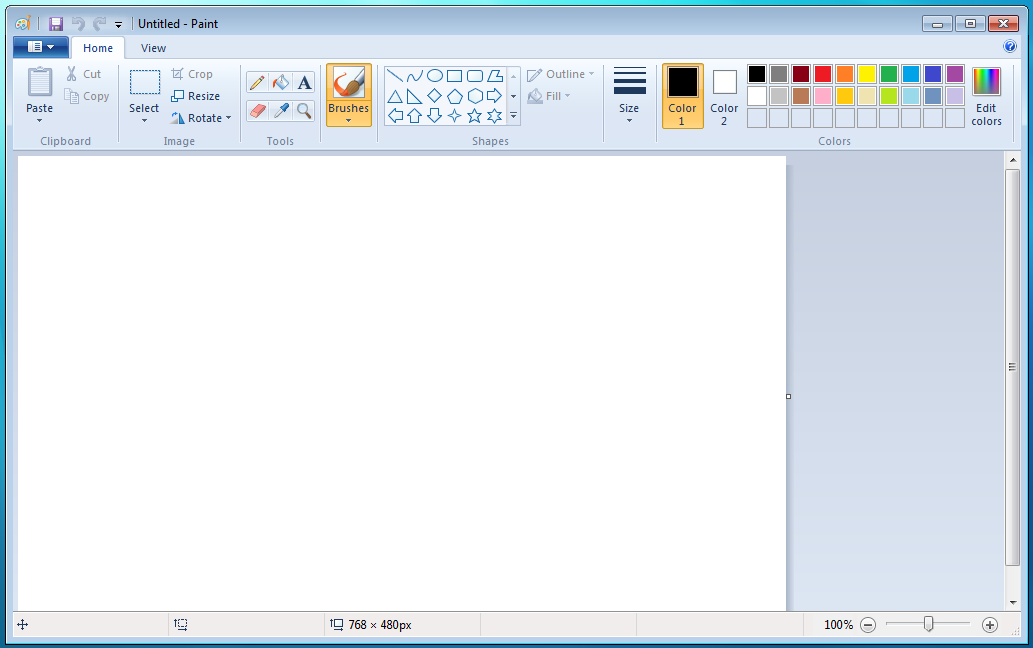 Untitled - Paint
Home View
Paste
Cut
Copy
Clipboard
Select
Crop
Resize
Rotate
Image
A
Tools
Brushes
Outline
Fill
Shapes
Size
Color
1
Color
2
Edit
colors
Colors
768 × 480px
100%